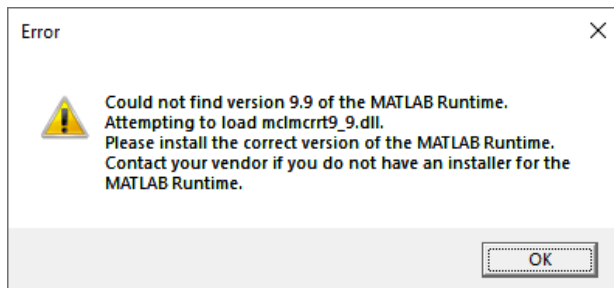 Error
Could not find version 9.9 of the MATLAB Runtime.
Attempting to load mclmcrrt9_9.dll.
Please install the correct version of the MATLAB Runtime.
Contact your vendor if you do not have an installer for the
MATLAB Runtime.
OK